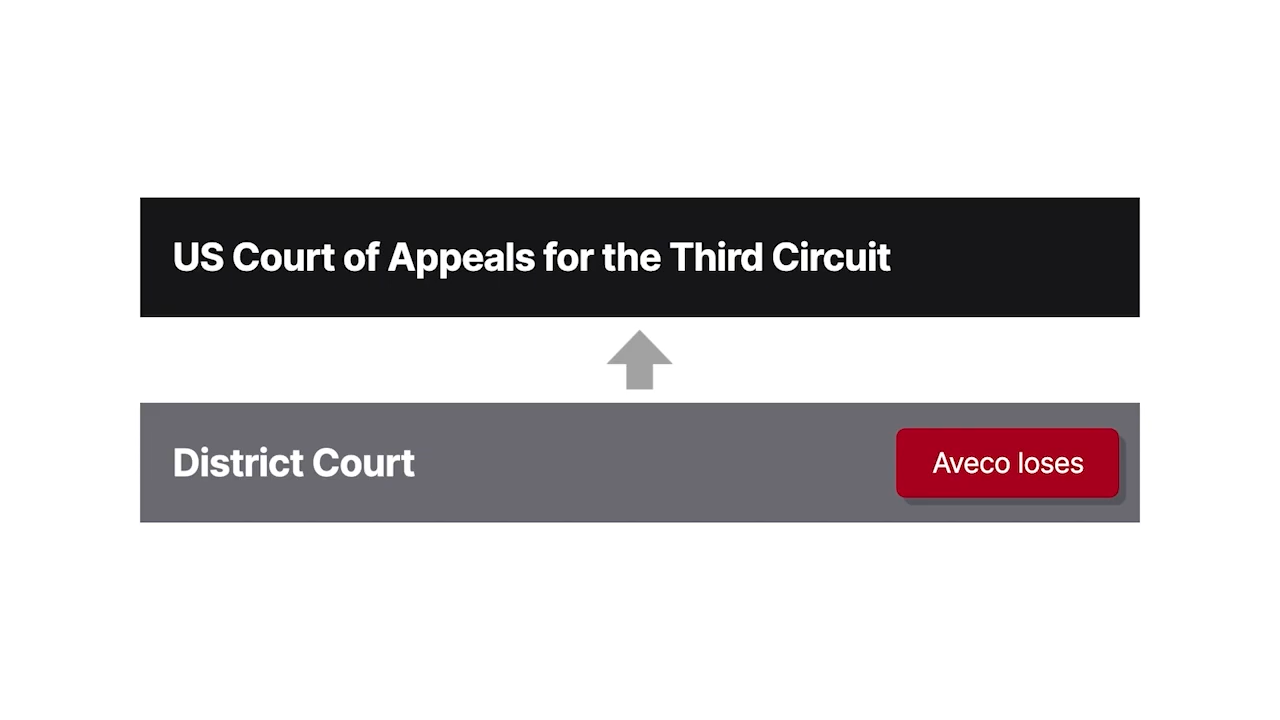 US Court of Appeals for the Third Circuit
District Court
Aveco loses